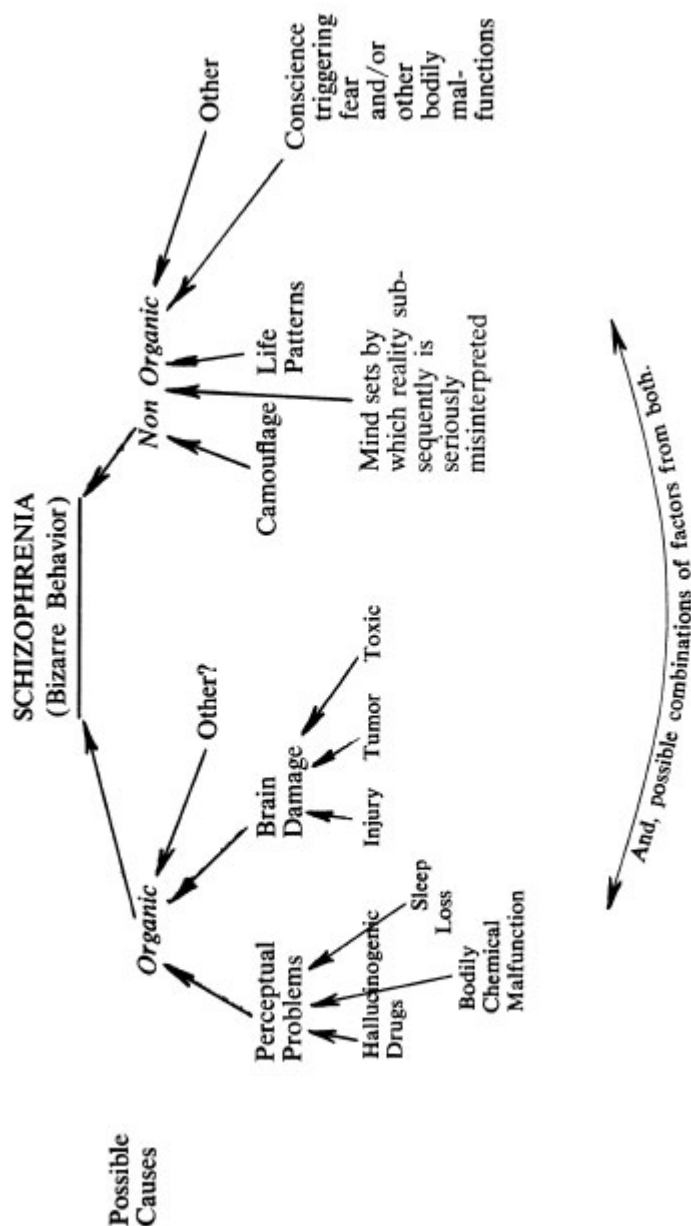 SCHIZOPHRENIA
(Bizarre Behavior)
Possible
Causes
Organic
Other?
Perceptual
Problems
Brain
Damage
Hallucinogenic
Drugs
Sleep
Loss
Bodily
Chemical
Malfunction
Injury
Tumor
Toxic
Non Organic
Other
Camouflage
Life
Patterns
Conscience
triggering
fear
and/or
other
bodily
mal-
functions
Mind sets by
which reality sub-
sequently is
seriously
misinterpreted
And, possible combinations of factors from both.